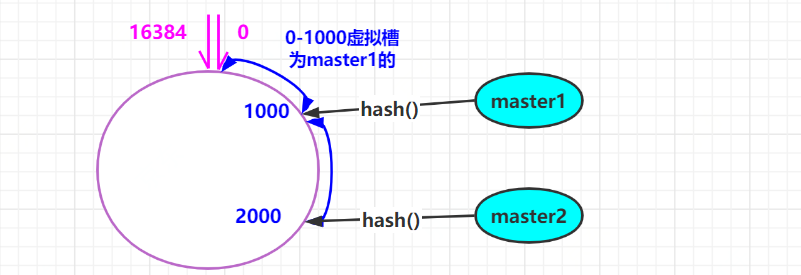 16384
0
0-1000虚拟槽
为master1的
1000
hash()
master1
2000
hash()
master2